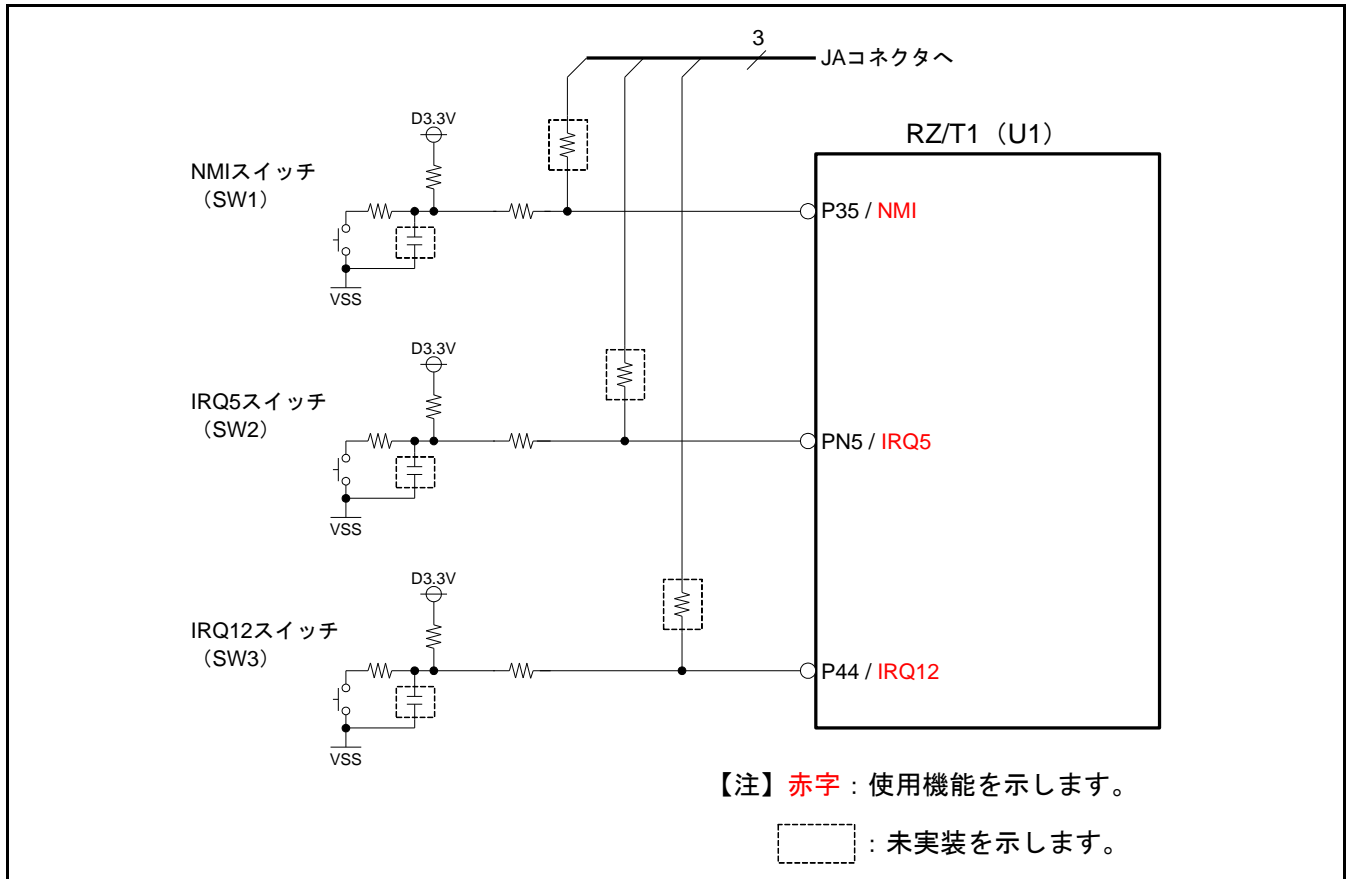 3
JAコネクタへ
RZ/T1（U1）
D3.3V
NMIスイッチ
（SW1）
P35 / NMI
VSS
D3.3V
IRQ5スイッチ
（SW2）
PN5 / IRQ5
VSS
D3.3V
IRQ12スイッチ
（SW3）
P44 / IRQ12
VSS
【注】赤字：使用機能を示します。
：未実装を示します。